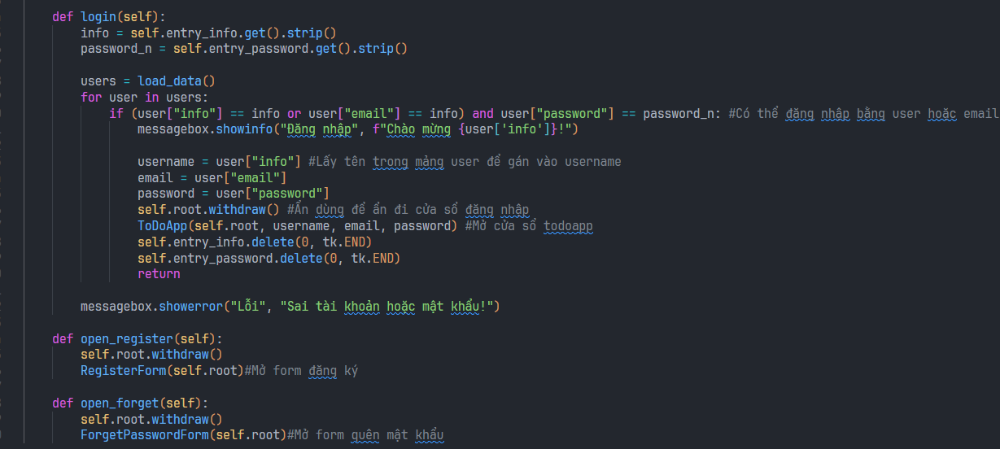 def login(self):
info = self.entry_info.get().strip()
password_n = self.entry_password.get().strip()
users = load_data()
for user in users:
if (user["info"] == info or user["email"] == info) and user["password"] == password_n: #Có thể đăng nhập bằng user hoặc email
messagebox.showinfo("Đăng nhập", f"Chào mừng {user['info']}!")
username = user["info"] #Lấy tên trong mảng user để gán vào username
email = user["email"]
password = user["password"]
self.root.withdraw() #Ẩn dùng để ẩn đi cửa sổ đăng nhập
ToDoApp(self.root, username, email, password) #Mở cửa sổ todoapp
self.entry_info.delete(0, tk.END)
self.entry_password.delete(0, tk.END)
return
messagebox.showerror("Lỗi", "Sai tài khoản hoặc mật khẩu!")
def open_register(self):
self.root.withdraw()
RegisterForm(self.root)#Mở form đăng ký
def open_forget(self):
self.root.withdraw()
ForgetPasswordForm(self.root)#Mở form quên mật khẩu